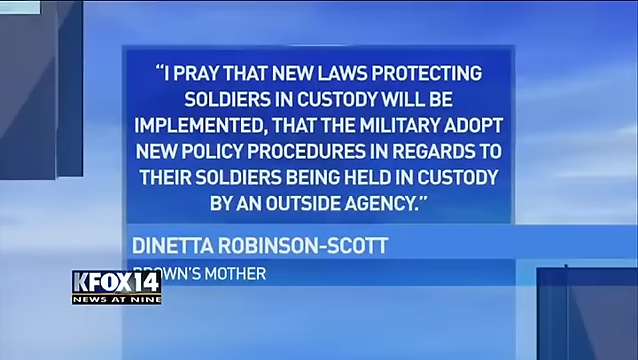 “I PRAY THAT NEW LAWS PROTECTING
SOLDIERS IN CUSTODY WILL BE
IMPLEMENTED, THAT THE MILITARY ADOPT
NEW POLICY PROCEDURES IN REGARDS TO
THEIR SOLDIERS BEING HELD IN CUSTODY
BY AN OUTSIDE AGENCY.”
DINETTA ROBINSON-SCOTT
BROWN'S MOTHER
KFOX14
NEWS AT NINE